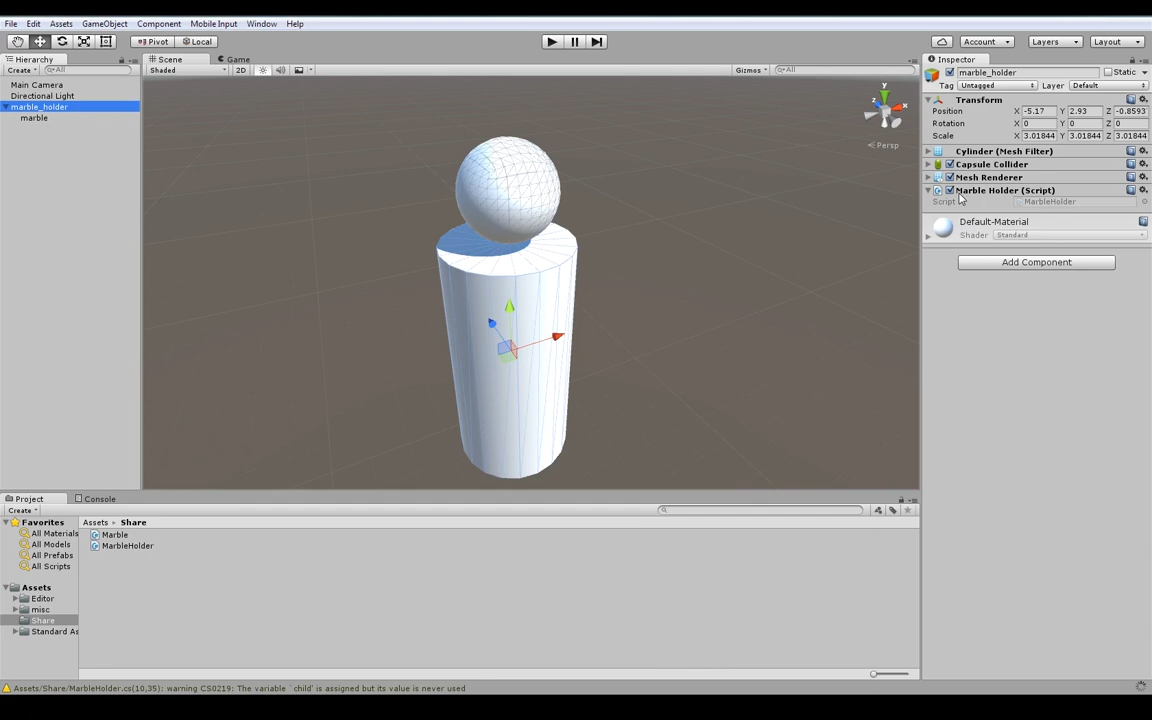 File Edit Assets GameObject Component Mobile Input Window Help
Pivot Local Account Layers Layout
Hierarchy
Create All
Main Camera
Directional Light
marble_holder
marble
Scene Game
Shaded 2D Gizmos All
y
x
z
Persp
Inspector
marble_holder Static
Tag Untagged Layer Default
Transform
Position X -5.17 Y 2.93 Z -0.8593
Rotation X 0 Y 0 Z 0
Scale X 3.01844 Y 3.01844 Z 3.01844
Cylinder (Mesh Filter)
Capsule Collider
Mesh Renderer
Marble Holder (Script)
Script MarbleHolder
Default-Material
Shader Standard
Add Component
Project Console
Create
Favorites
All Materials
All Models
All Prefabs
All Scripts
Assets
Editor
misc
Share
Standard As
Assets Share
Marble
MarbleHolder
Assets/Share/MarbleHolder.cs(10,35): warning CS0219: The variable `child' is assigned but its value is never used